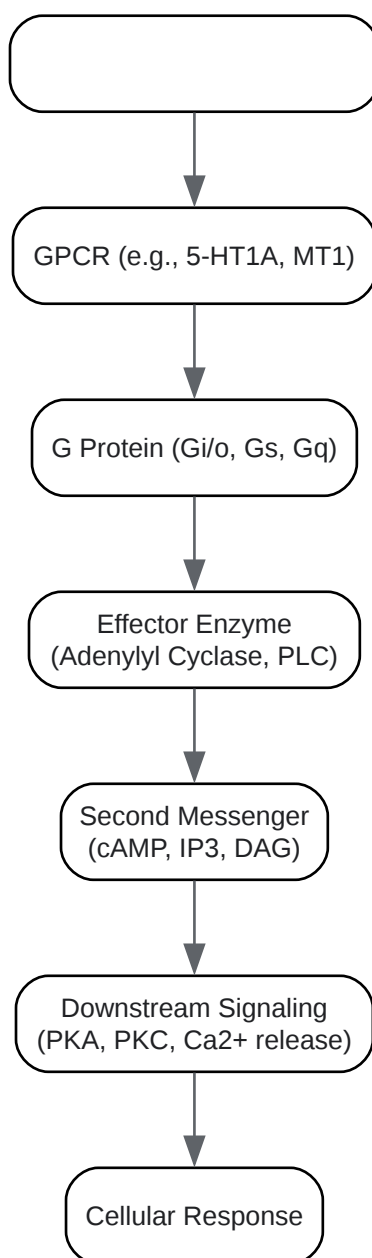 GPCR (e.g., 5-HT1A, MT1)
G Protein (Gi/o, Gs, Gq)
Effector Enzyme
(Adenylyl Cyclase, PLC)
Second Messenger
(cAMP, IP3, DAG)
Downstream Signaling
(PKA, PKC, Ca2+ release)
Cellular Response